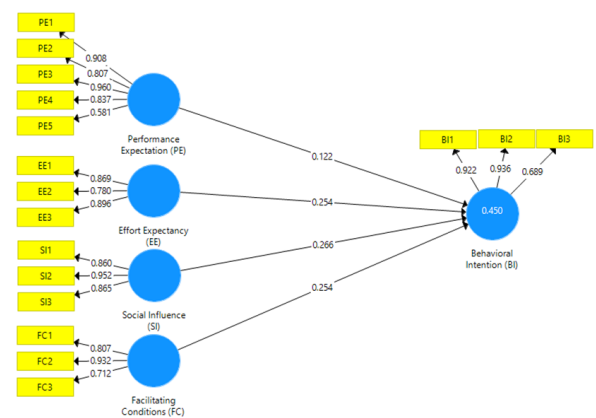 PE1
PE2
PE3
PE4
PE5
0.908
0.807
0.960
0.837
0.581
Performance
Expectation (PE)
EE1
EE2
EE3
0.869
0.780
0.896
Effort Expectancy
(EE)
SI1
SI2
SI3
0.860
0.952
0.865
Social Influence
(SI)
FC1
FC2
FC3
0.807
0.932
0.712
Facilitating
Conditions (FC)
0.122
0.254
0.266
0.254
BI1
BI2
BI3
0.922
0.936
0.689
0.450
Behavioral
Intention (BI)